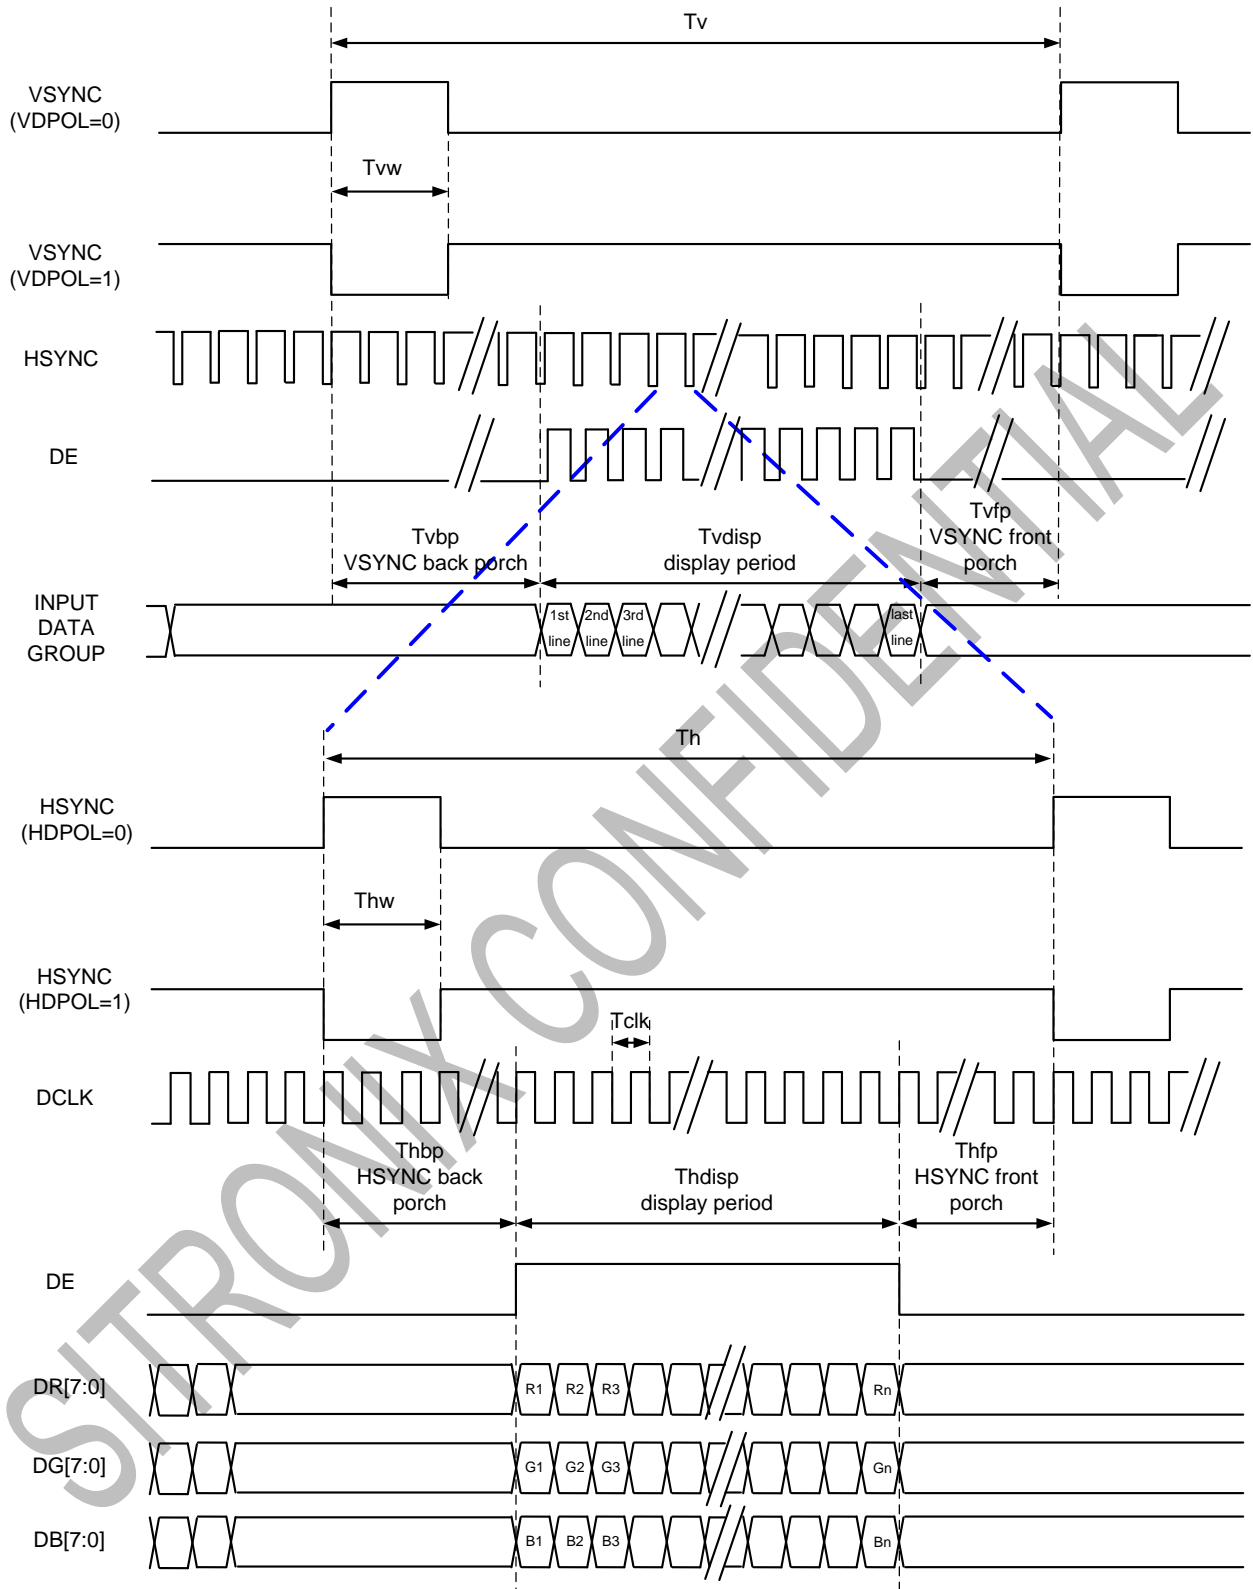 Tv
VSYNC
(VDPOL=0)
Tvw
VSYNC
(VDPOL=1)
HSYNC
DE
Tvbp
VSYNC back porch
Tvdisp
display period
Tvfp
VSYNC front
porch
INPUT
DATA
GROUP
1st
line
2nd
line
3rd
line
last
line
Th
HSYNC
(HDPOL=0)
Thw
HSYNC
(HDPOL=1)
Tclk
DCLK
Thbp
HSYNC back
porch
Thdisp
display period
Thfp
HSYNC front
porch
DE
DR[7:0]
R1
R2
R3
Rn
DG[7:0]
G1
G2
G3
Gn
DB[7:0]
B1
B2
B3
Bn
SITRONIX CONFIDENTIAL